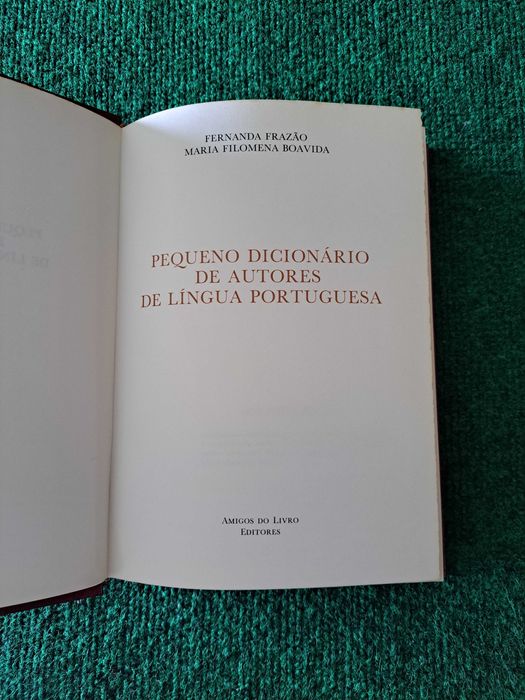 FERNANDA FRAZÃO
MARIA FILOMENA BOAVIDA
PEQUENO DICIONÁRIO
DE AUTORES
DE LÍNGUA PORTUGUESA
AMIGOS DO LIVRO
EDITORES